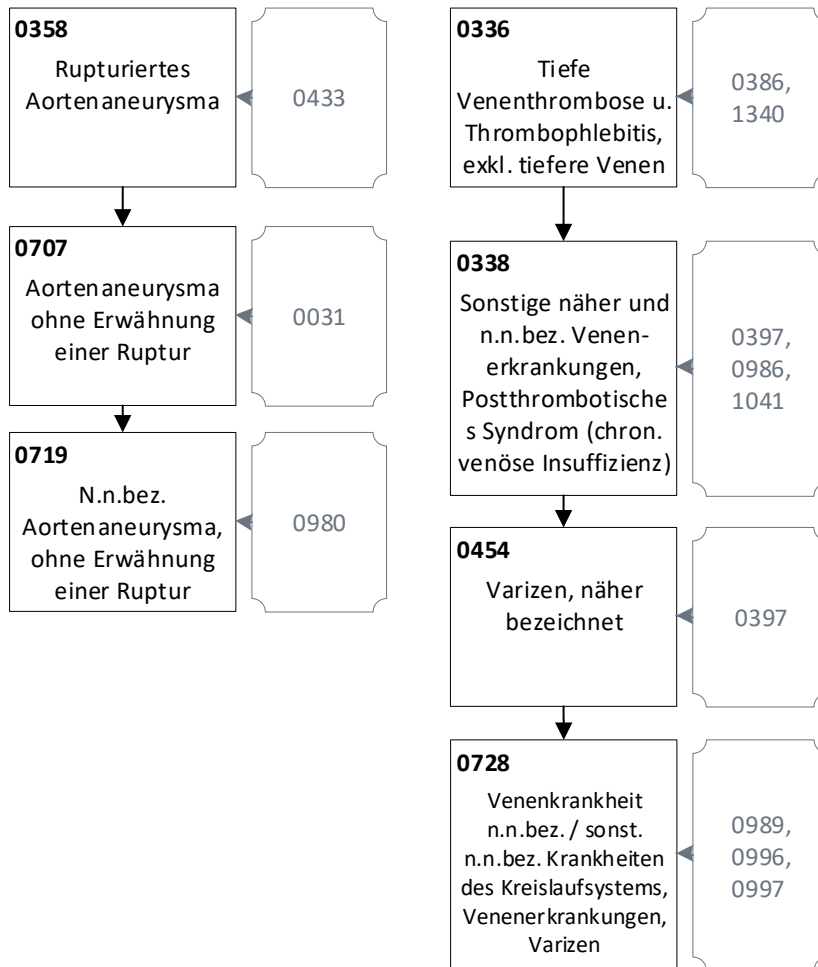 0358
Rupturiertes
Aortenaneurysma
0433
0707
Aortenaneurysma
ohne Erwähnung
einer Ruptur
0031
0719
N.n.bez.
Aortenaneurysma,
ohne Erwähnung
einer Ruptur
0980
0336
Tiefe
Venenthrombose u.
Thrombophlebitis,
exkl. tiefere Venen
0386,
1340
0338
Sonstige näher und
n.n.bez. Venen-
erkrankungen,
Postthrombotische
s Syndrom (chron.
venöse Insuffizienz)
0397,
0986,
1041
0454
Varizen, näher
bezeichnet
0397
0728
Venenkrankheit
n.n.bez. / sonst.
n.n.bez. Krankheiten
des Kreislaufsystems,
Venenerkrankungen,
Varizen
0989,
0996,
0997